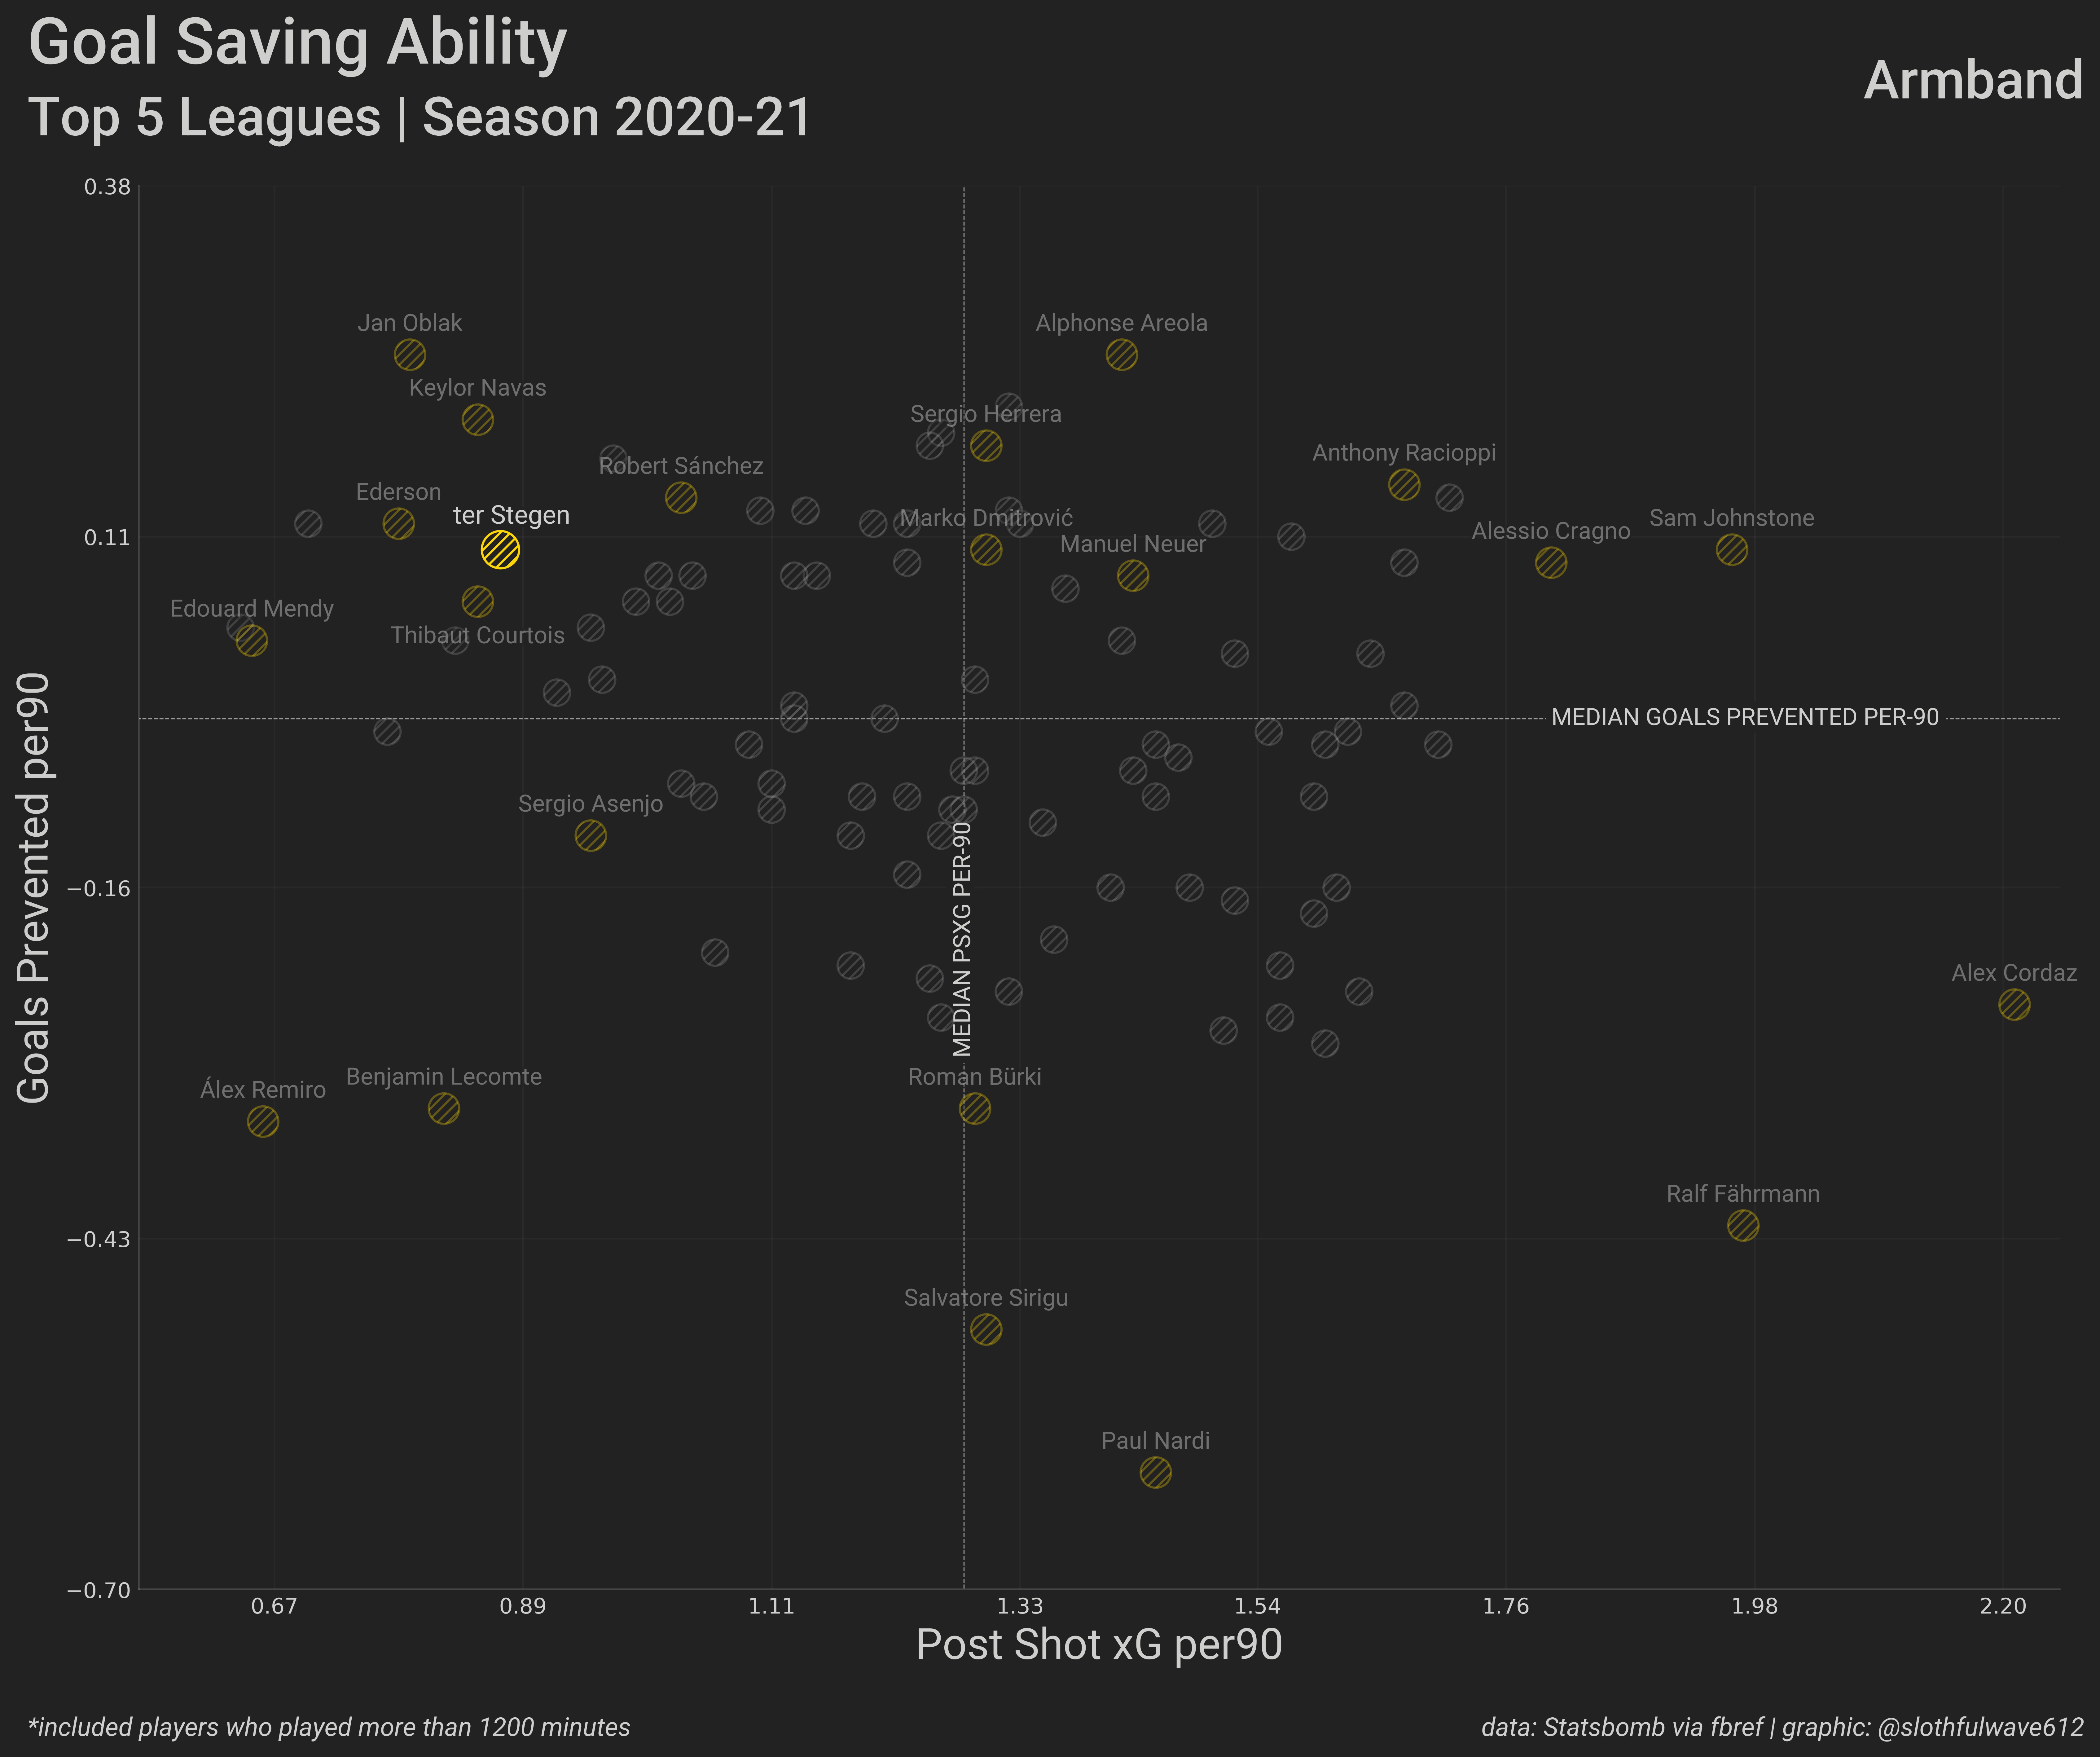 Goal Saving Ability
Top 5 Leagues | Season 2020-21
Armband
0.38
Jan Oblak
Alphonse Areola
Keylor Navas
Sergio Herrera
Anthony Racioppi
Robert Sánchez
Ederson
ter Stegen
Marko Dmitrović
Sam Johnstone
Alessio Cragno
0.11
Manuel Neuer
Edouard Mendy
Thibaut Courtois
MEDIAN GOALS PREVENTED PER-90
Goals Prevented per90
Sergio Asenjo
MEDIAN PSXG PER-90
−0.16
Alex Cordaz
Benjamin Lecomte
Roman Bürki
Álex Remiro
Ralf Fährmann
−0.43
Salvatore Sirigu
Paul Nardi
−0.70
0.67 0.89 1.11 1.33 1.54 1.76 1.98 2.20
Post Shot xG per90
*included players who played more than 1200 minutes
data: Statsbomb via fbref | graphic: @slothfulwave612